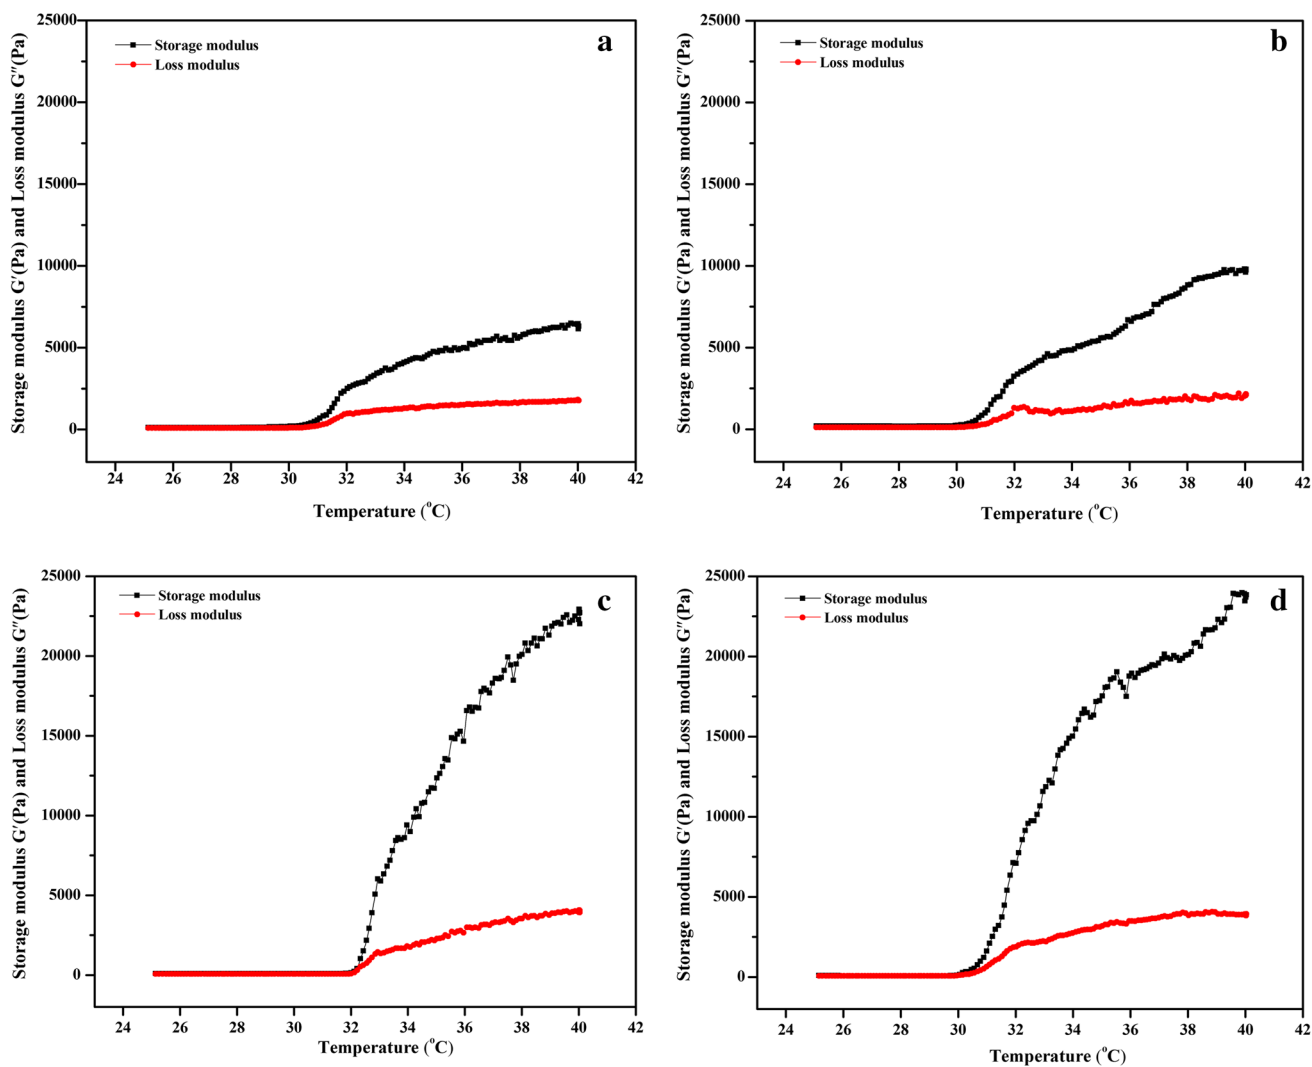 Storage modulus G′(Pa) and Loss modulus G″(Pa)
25000
20000
15000
10000
5000
0
Storage modulus
Loss modulus
a
24 26 28 30 32 34 36 38 40 42
Temperature (°C)
Storage modulus G′(Pa) and Loss modulus G″(Pa)
25000
20000
15000
10000
5000
0
Storage modulus
Loss modulus
b
24 26 28 30 32 34 36 38 40 42
Temperature (°C)
Storage modulus G′(Pa) and Loss modulus G″(Pa)
25000
20000
15000
10000
5000
0
Storage modulus
Loss modulus
c
24 26 28 30 32 34 36 38 40 42
Temperature (°C)
Storage modulus G′(Pa) and Loss modulus G″(Pa)
25000
20000
15000
10000
5000
0
Storage modulus
Loss modulus
d
24 26 28 30 32 34 36 38 40 42
Temperature (°C)